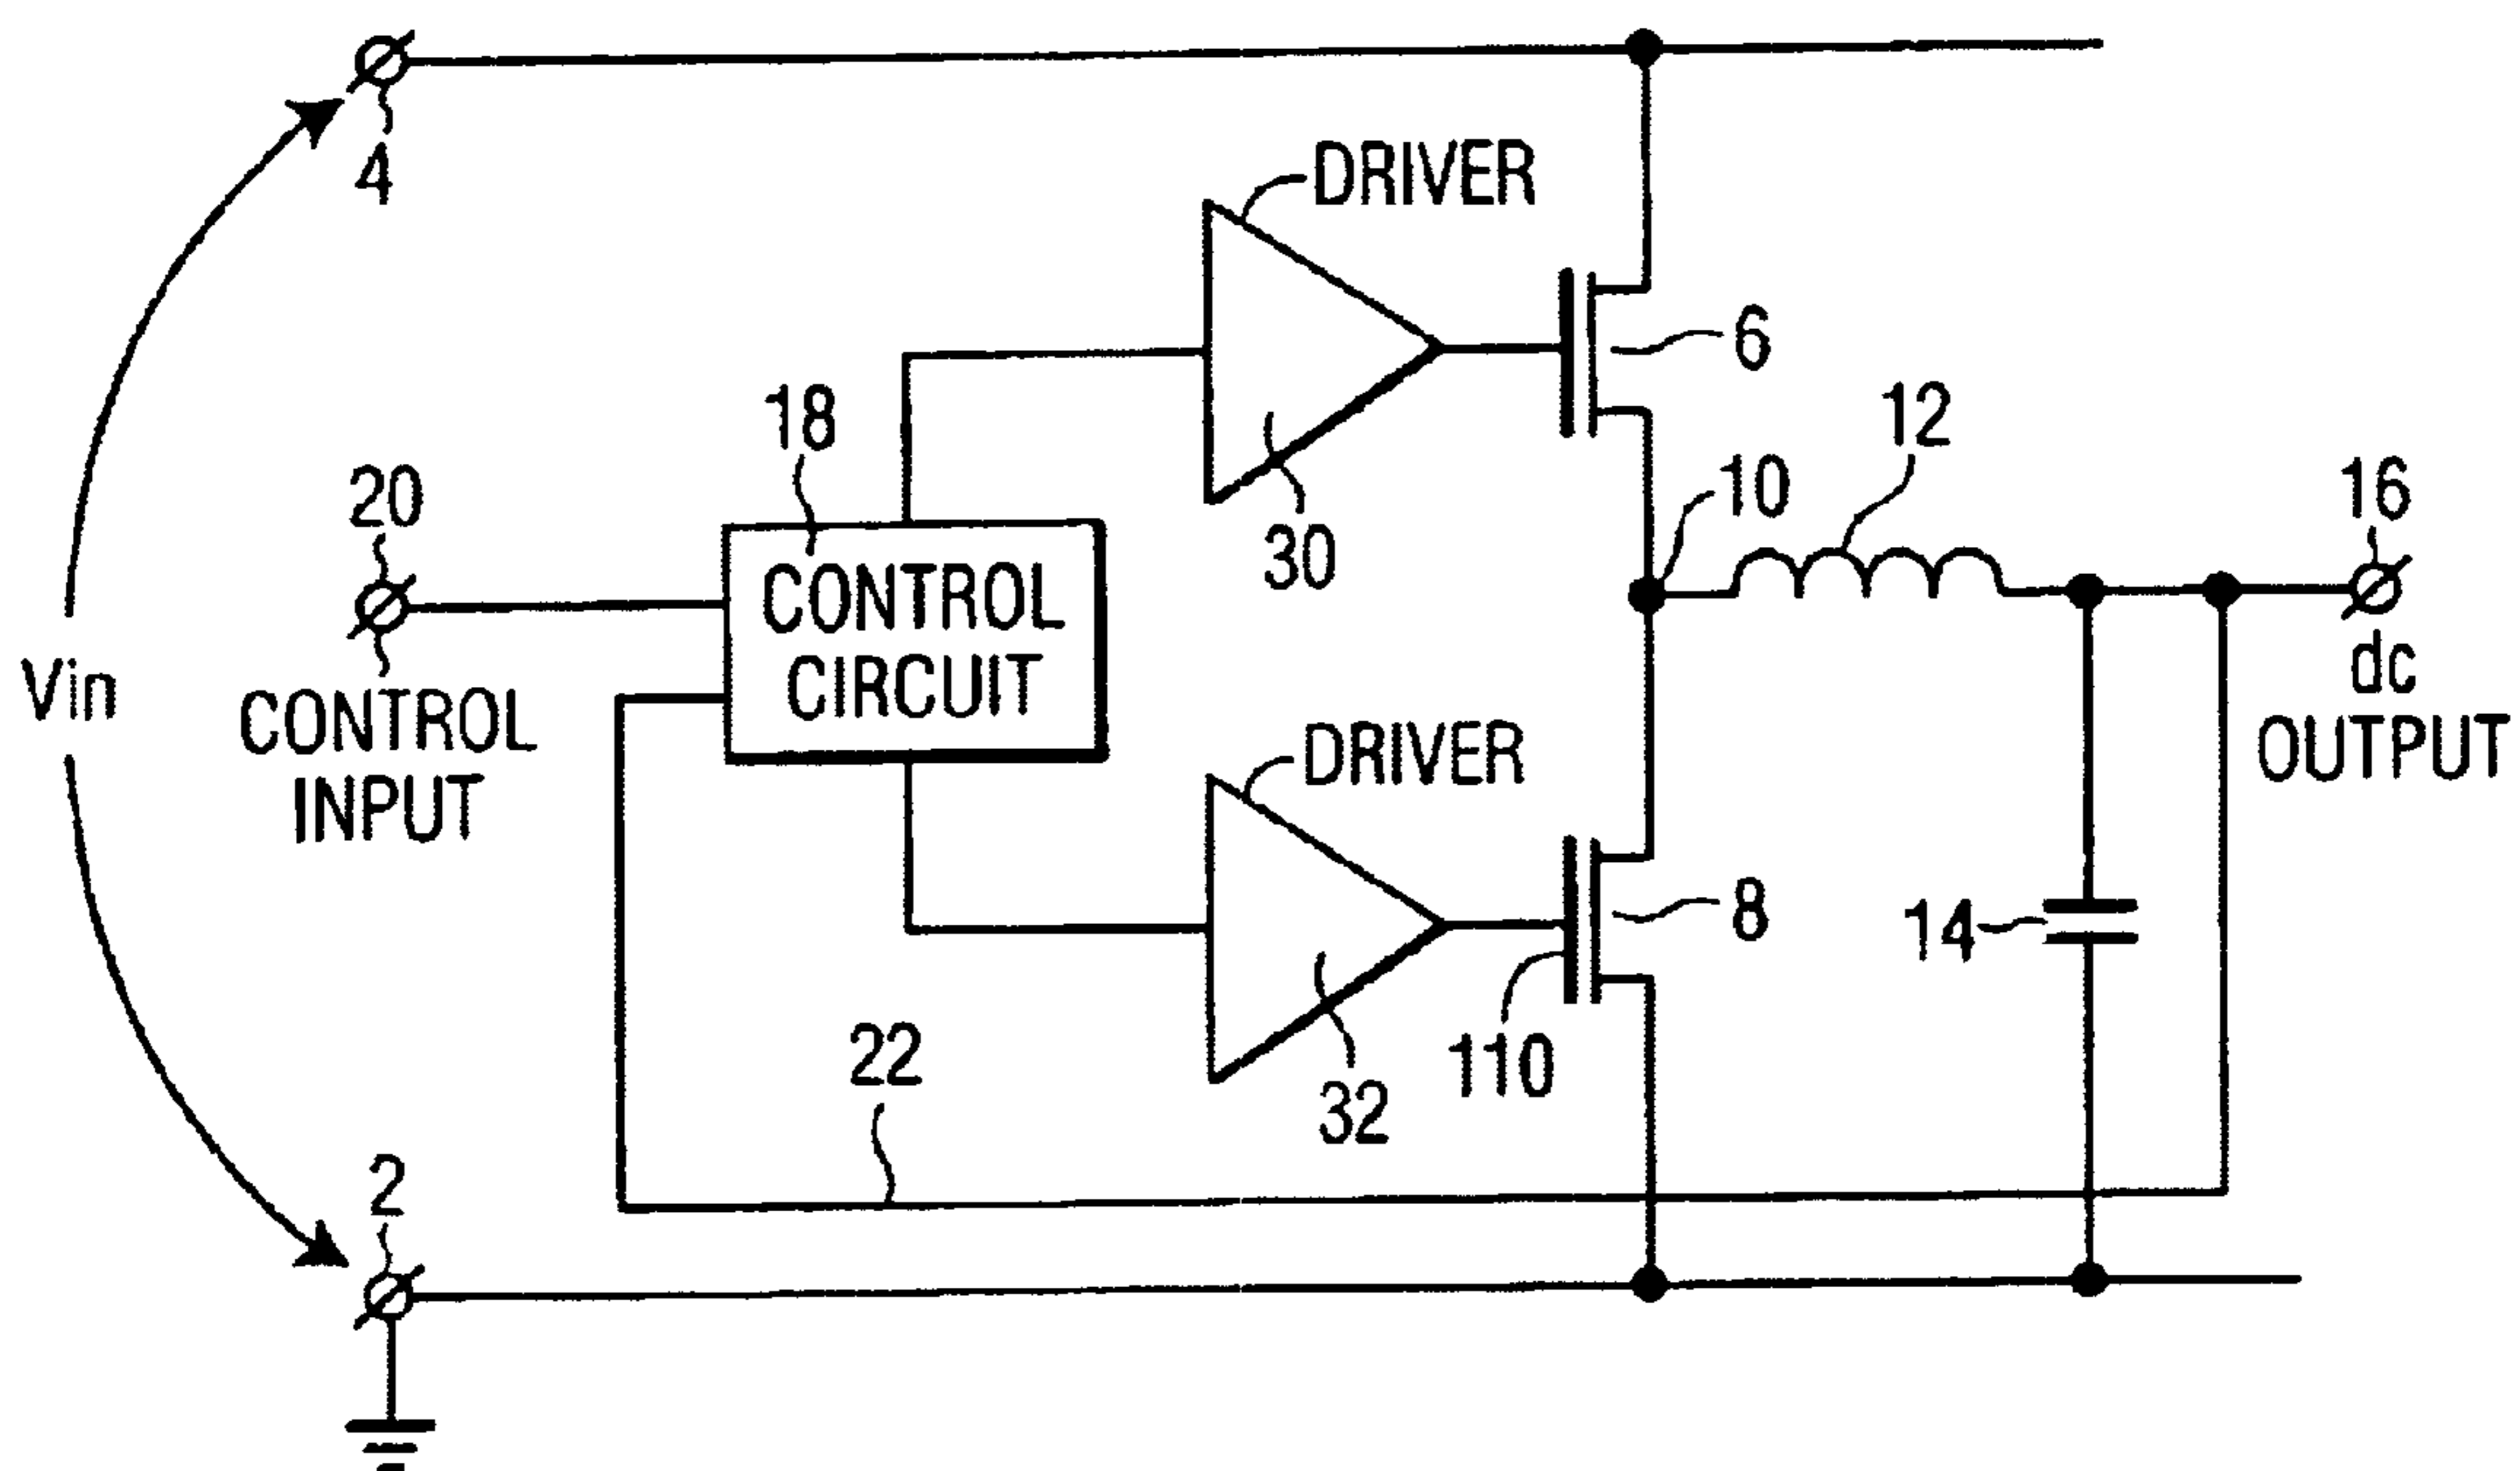 4
DRIVER
6
18
12
20
10
16
30
CONTROL
CIRCUIT
Vin
CONTROL
INPUT
dc
OUTPUT
DRIVER
8
14
22
110
32
2